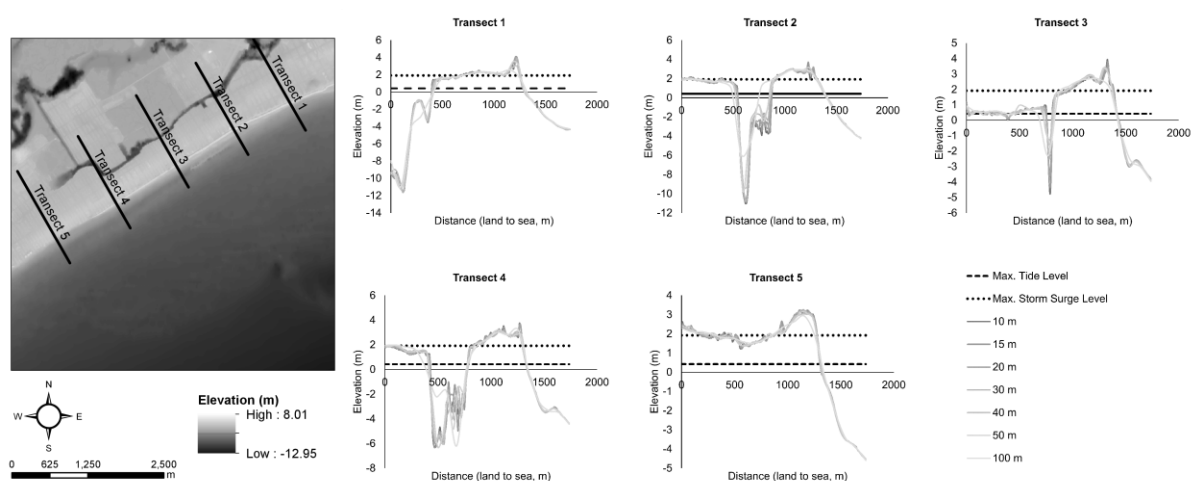 Transect 1
Transect 2
Transect 3
Transect 4
Transect 5
N
W
E
S
0
625
1,250
2,500
m
Elevation (m)
High : 8.01
Low : -12.95
Transect 1
Elevation (m)
6
4
2
0
-2
-4
-6
-8
-10
-12
-14
0
500
1000
1500
2000
Distance (land to sea, m)
Transect 2
Elevation (m)
6
4
2
0
-2
-4
-6
-8
-10
-12
0
500
1000
1500
2000
Distance (land to sea, m)
Transect 3
Elevation (m)
5
4
3
2
1
0
-1
-2
-3
-4
-5
-6
0
500
1000
1500
2000
Distance (land to sea, m)
Transect 4
Elevation (m)
6
4
2
0
-2
-4
-6
-8
0
500
1000
1500
2000
Distance (land to sea, m)
Transect 5
Elevation (m)
5
4
3
2
1
0
-1
-2
-3
-4
-5
0
500
1000
1500
2000
Distance (land to sea, m)
Max. Tide Level
Max. Storm Surge Level
10 m
15 m
20 m
30 m
40 m
50 m
100 m